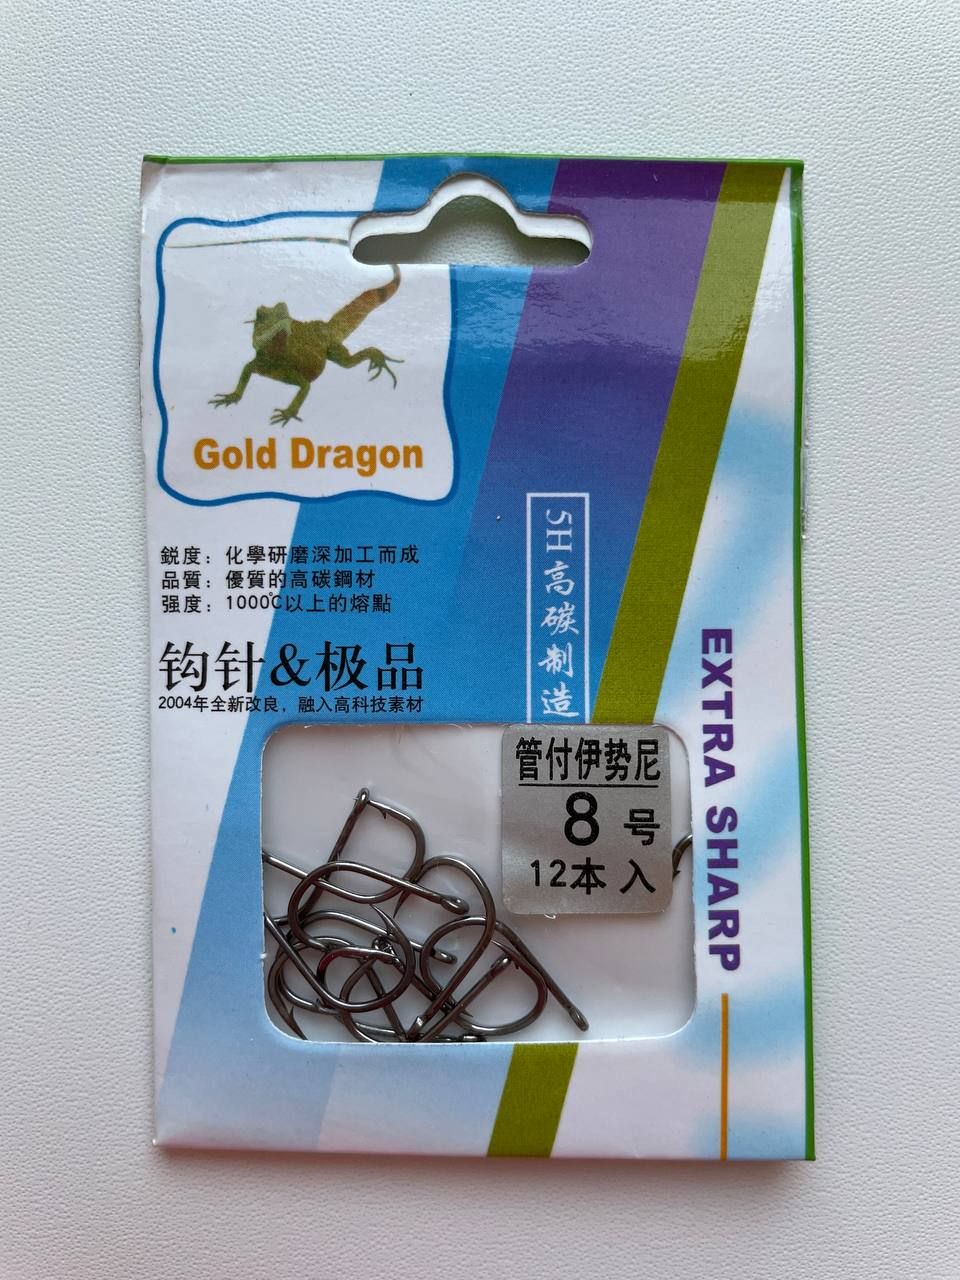 Gold Dragon
鋭度：化學研磨深加工而成
品質：優質的高碳鋼材
强度：1000℃以上的熔點
钩针&极品
2004年全新改良，融入高科技素材
5H高碳制造
管付伊势尼
8号
12本入
EXTRA SHARP